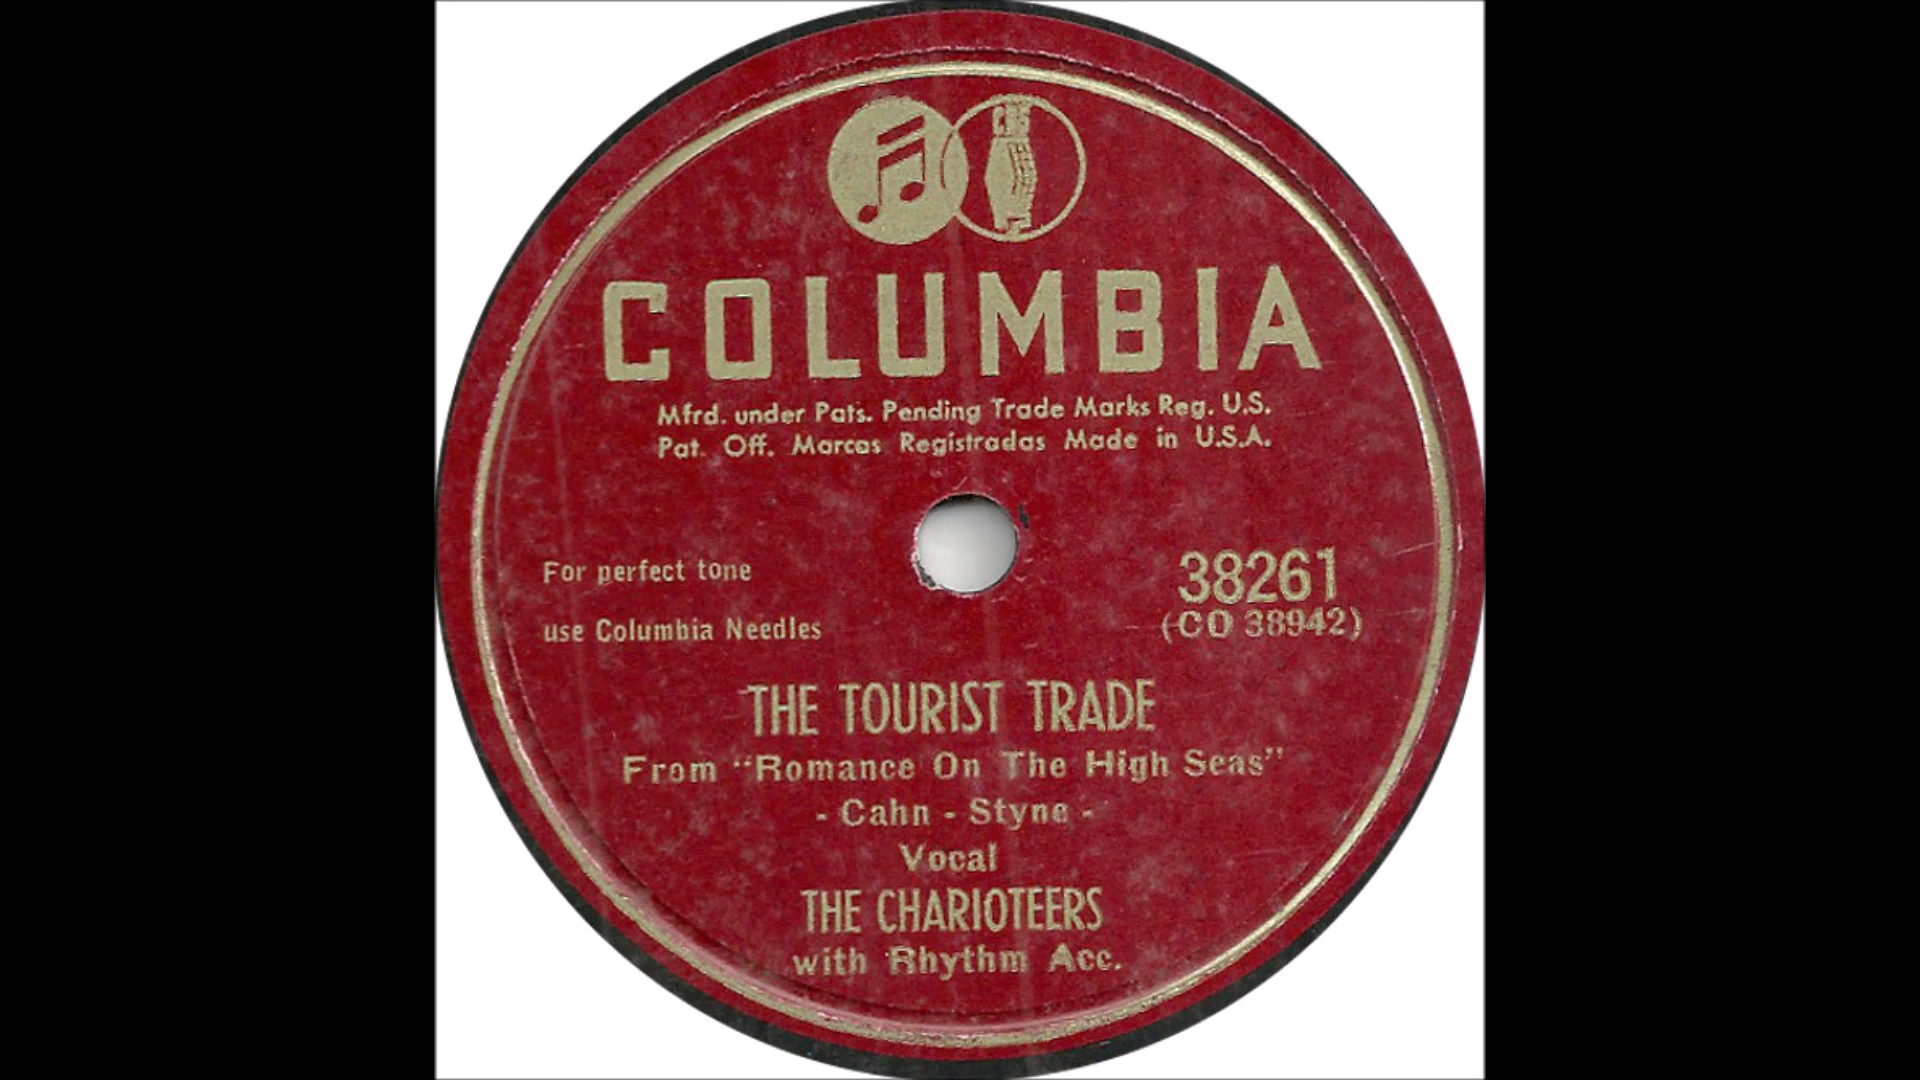 CBS
COLUMBIA
Mfrd. under Pats. Pending Trade Marks Reg. U.S.
Pat. Off. Marcas Registradas Made in U.S.A.
For perfect tone
use Columbia Needles
38261
(CO 38942)
THE TOURIST TRADE
From "Romance On The High Seas"
- Cahn - Styne -
Vocal
THE CHARIOTEERS
with Rhythm Acc.